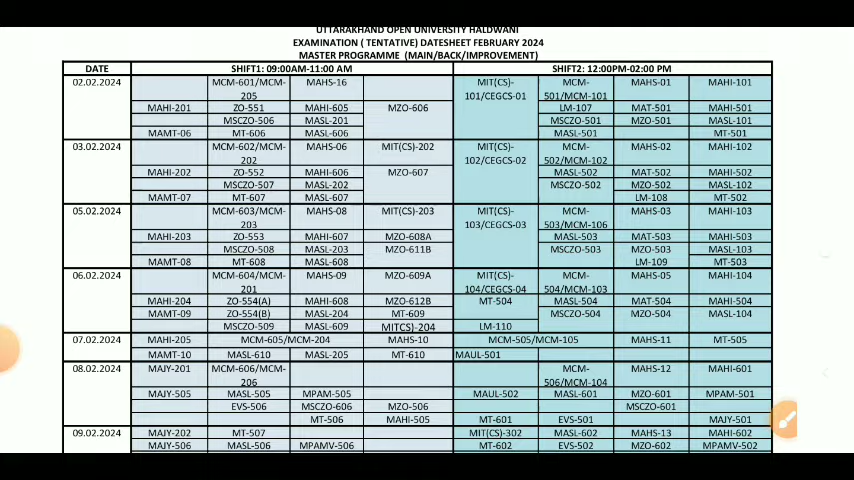 UTTARAKHAND OPEN UNIVERSITY HALDWANI
EXAMINATION ( TENTATIVE) DATESHEET FEBRUARY 2024
MASTER PROGRAMME (MAIN/BACK/IMPROVEMENT)
DATE SHIFT1: 09:00AM-11:00 AM SHIFT2: 12:00PM-02:00 PM
02.02.2024 MCM-601/MCM- MAHS-16 MIT(CS)- MCM- MAHS-01 MAHI-101
205 101/CEGCS-01 501/MCM-101
MAHI-201 ZO-551 MAHI-605 MZO-606 LM-107 MAT-501 MAHI-501
MSCZO-506 MASL-201 MSCZO-501 MZO-501 MASL-101
MAMT-06 MT-606 MASL-606 MASL-501 MT-501
03.02.2024 MCM-602/MCM- MAHS-06 MIT(CS)-202 MIT(CS)- MCM- MAHS-02 MAHI-102
202 102/CEGCS-02 502/MCM-102
MAHI-202 ZO-552 MAHI-606 MZO-607 MASL-502 MAT-502 MAHI-502
MSCZO-507 MASL-202 MSCZO-502 MZO-502 MASL-102
MAMT-07 MT-607 MASL-607 LM-108 MT-502
05.02.2024 MCM-603/MCM- MAHS-08 MIT(CS)-203 MIT(CS)- MCM- MAHS-03 MAHI-103
203 103/CEGCS-03 503/MCM-106
MAHI-203 ZO-553 MAHI-607 MZO-608A MASL-503 MAT-503 MAHI-503
MSCZO-508 MASL-203 MZO-611B MSCZO-503 MZO-503 MASL-103
MAMT-08 MT-608 MASL-608 LM-109 MT-503
06.02.2024 MCM-604/MCM- MAHS-09 MZO-609A MIT(CS)- MCM- MAHS-05 MAHI-104
201 104/CEGCS-04 504/MCM-103
MAHI-204 ZO-554(A) MAHI-608 MZO-612B MT-504 MASL-504 MAT-504 MAHI-504
MAMT-09 ZO-554(B) MASL-204 MT-609 MSCZO-504 MZO-504 MASL-104
MSCZO-509 MASL-609 MITCS)-204 LM-110
07.02.2024 MAHI-205 MCM-605/MCM-204 MAHS-10 MCM-505/MCM-105 MAHS-11 MT-505
MAMT-10 MASL-610 MASL-205 MT-610 MAUL-501
08.02.2024 MAJY-201 MCM-606/MCM- MCM- MAHS-12 MAHI-601
206 506/MCM-104
MAJY-505 MASL-505 MPAM-505 MAUL-502 MASL-601 MZO-601 MPAM-501
EVS-506 MSCZO-606 MZO-506 MSCZO-601
MT-506 MAHI-505 MT-601 EVS-501 MAJY-501
09.02.2024 MAJY-202 MT-507 MIT(CS)-302 MASL-602 MAHS-13 MAHI-602
MAJY-506 MASL-506 MPAMV-506 MT-602 EVS-502 MZO-602 MPAMV-502